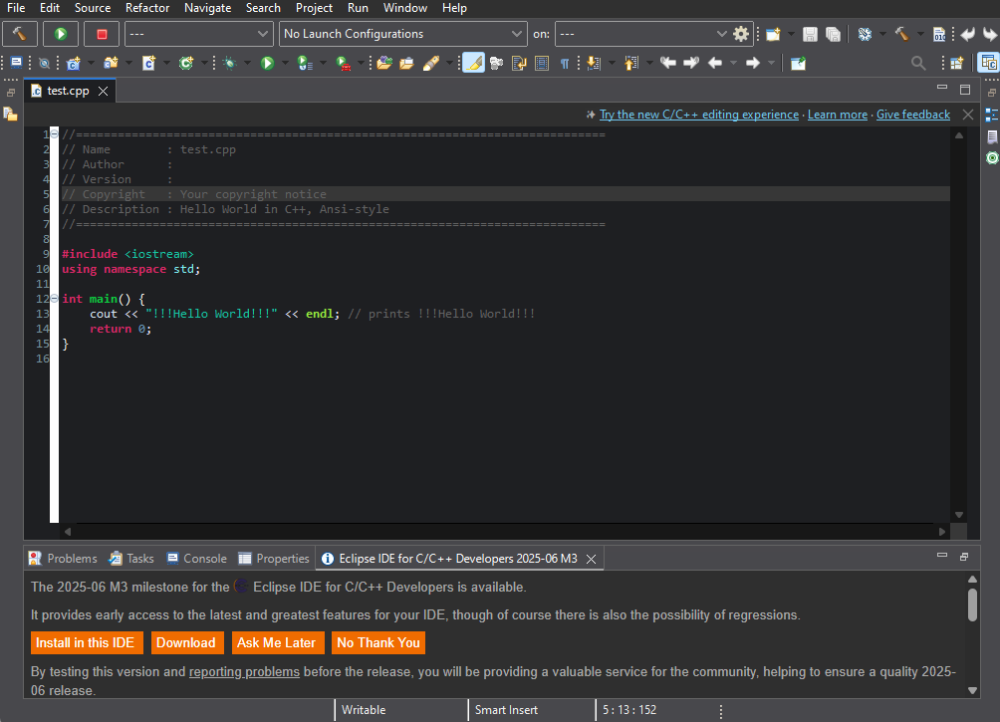 File Edit Source Refactor Navigate Search Project Run Window Help
--- No Launch Configurations on: ---
test.cpp
Try the new C/C++ editing experience · Learn more · Give feedback
1 //============================================================================
2 // Name        : test.cpp
3 // Author      :
4 // Version     :
5 // Copyright   : Your copyright notice
6 // Description : Hello World in C++, Ansi-style
7 //============================================================================
8
9 #include <iostream>
10 using namespace std;
11
12 int main() {
13     cout << "!!!Hello World!!!" << endl; // prints !!!Hello World!!!
14     return 0;
15 }
16
Problems Tasks Console Properties Eclipse IDE for C/C++ Developers 2025-06 M3
The 2025-06 M3 milestone for the Eclipse IDE for C/C++ Developers is available.
It provides early access to the latest and greatest features for your IDE, though of course there is also the possibility of regressions.
Install in this IDE Download Ask Me Later No Thank You
By testing this version and reporting problems before the release, you will be providing a valuable service for the community, helping to ensure a quality 2025-
06 release.
Writable Smart Insert 5 : 13 : 152